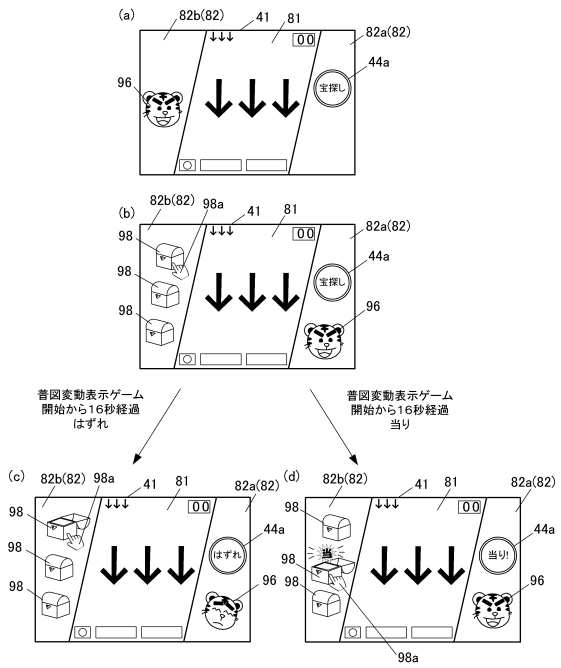 (a)
82b(82)
41
81
82a(82)
44a
96
↓↓↓
00
宝探し
(b)
82b(82)
98a
41
81
82a(82)
98
↓↓↓
00
44a
98
宝探し
98
96
普図変動表示ゲーム
開始から16秒経過
はずれ
普図変動表示ゲーム
開始から16秒経過
当り
(c)
82b(82)
98a
41
81
82a(82)
98
↓↓↓
00
44a
98
はずれ
98
96
(d)
82b(82)
41
81
82a(82)
98
↓↓↓
00
44a
当
98
当り!
98
96
98a